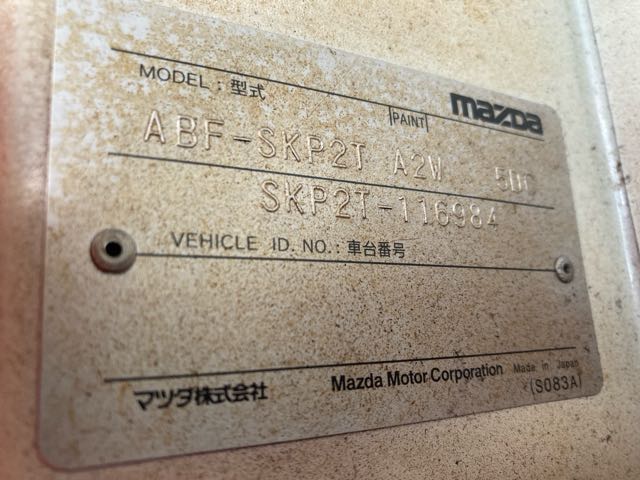 MODEL : 型式 PAINT mazda
ABF-SKP2T A2W 5DC
SKP2T-116984
VEHICLE ID. NO. : 車台番号
マツダ株式会社 Mazda Motor Corporation Made in Japan
(S083A)